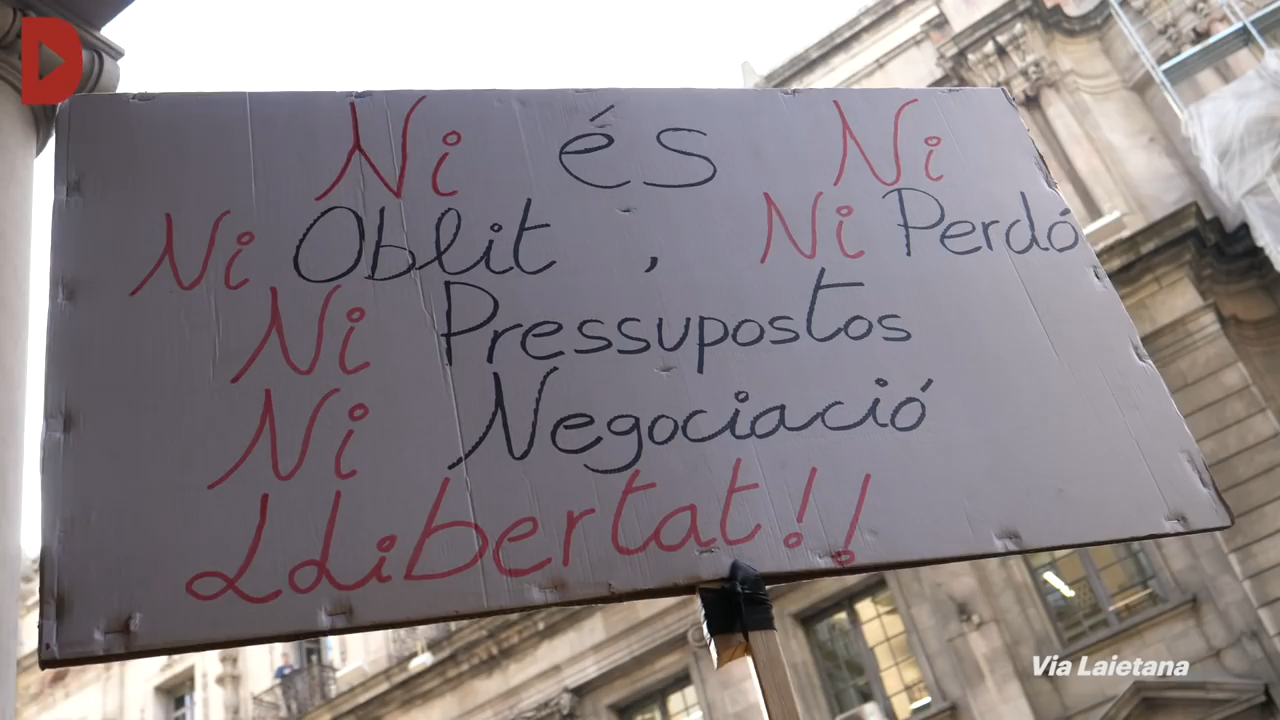 D
Ni és Ni
Ni Oblit, Ni Perdó
Ni Pressupostos
Ni Negociació
LLibertat!!
Via Laietana